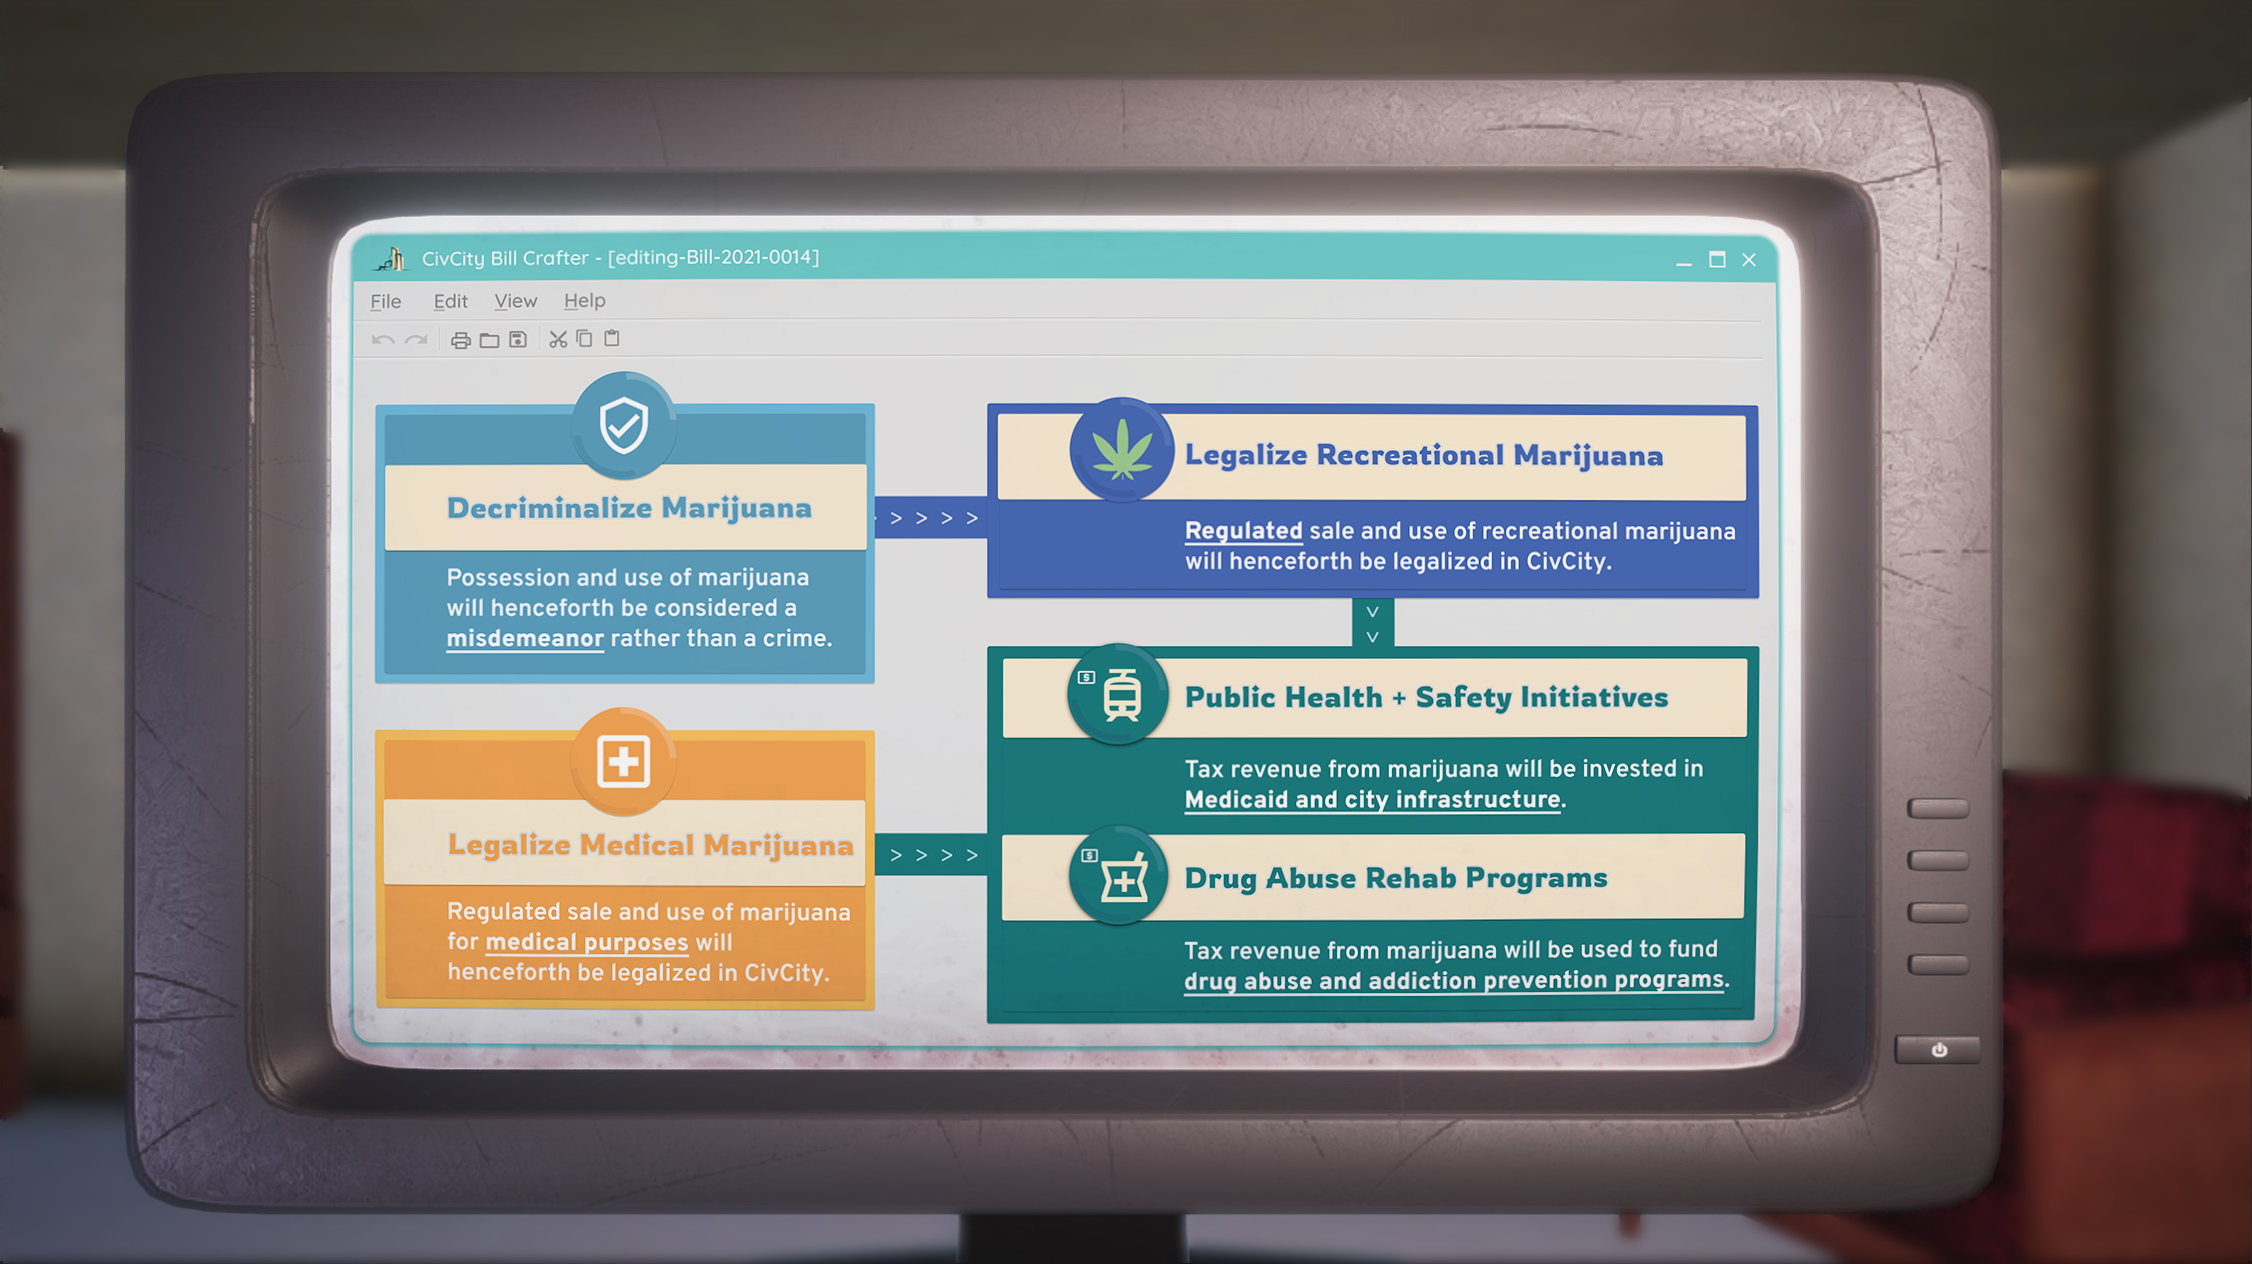 CivCity Bill Crafter - [editing-Bill-2021-0014]
File Edit View Help
Decriminalize Marijuana
Possession and use of marijuana
will henceforth be considered a
misdemeanor rather than a crime.
> > > >
Legalize Recreational Marijuana
Regulated sale and use of recreational marijuana
will henceforth be legalized in CivCity.
Legalize Medical Marijuana
Regulated sale and use of marijuana
for medical purposes will
henceforth be legalized in CivCity.
> > > >
$
Public Health + Safety Initiatives
Tax revenue from marijuana will be invested in
Medicaid and city infrastructure.
$
Drug Abuse Rehab Programs
Tax revenue from marijuana will be used to fund
drug abuse and addiction prevention programs.